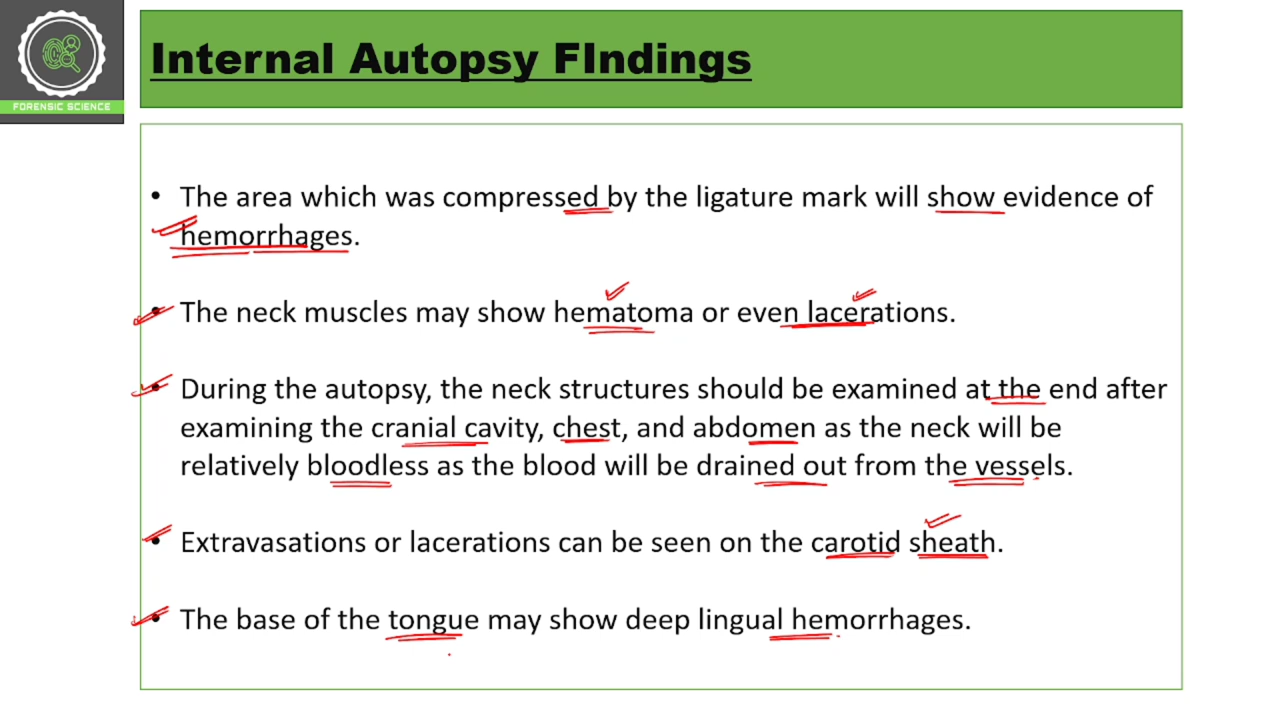 FORENSIC SCIENCE
Internal Autopsy FIndings
• The area which was compressed by the ligature mark will show evidence of
hemorrhages.
• The neck muscles may show hematoma or even lacerations.
• During the autopsy, the neck structures should be examined at the end after
examining the cranial cavity, chest, and abdomen as the neck will be
relatively bloodless as the blood will be drained out from the vessels.
• Extravasations or lacerations can be seen on the carotid sheath.
• The base of the tongue may show deep lingual hemorrhages.